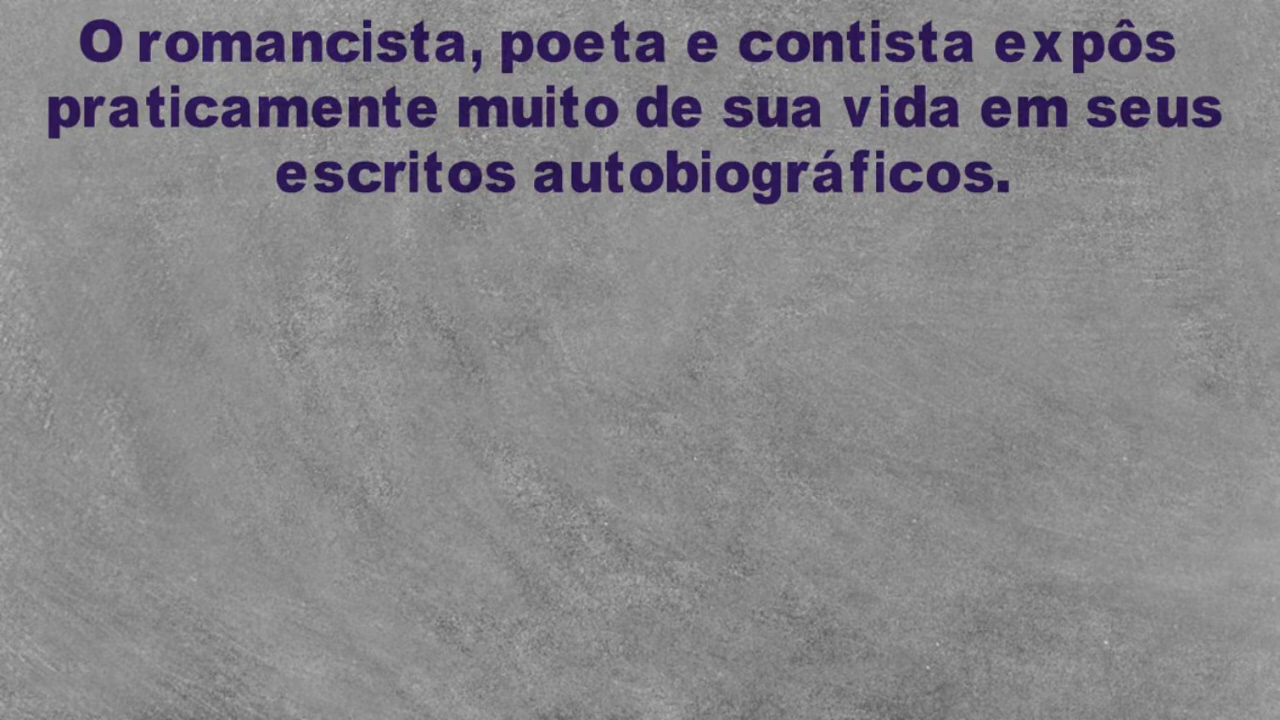 O romancista, poeta e contista expôs
praticamente muito de sua vida em seus
escritos autobiográficos.